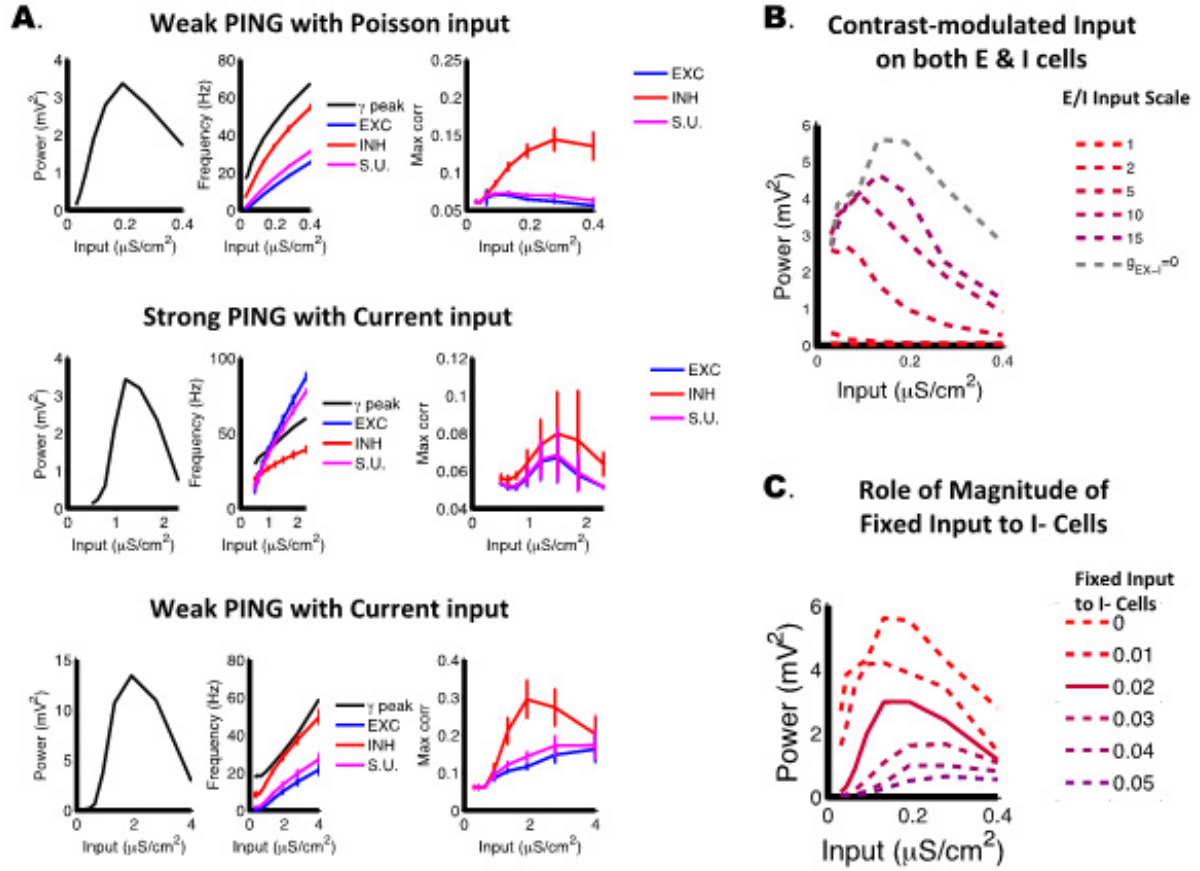 A.
Weak PING with Poisson input
Power (mV²)
4
3
2
1
0
0 0.2 0.4
Input (μS/cm²)
Frequency (Hz)
80
60
40
20
0
0 0.2 0.4
Input (μS/cm²)
γ peak
EXC
INH
S.U.
Max corr
0.25
0.2
0.15
0.1
0.05
0 0.2 0.4
Input (μS/cm²)
EXC
INH
S.U.
Strong PING with Current input
Power (mV²)
4
3
2
1
0
0 1 2
Input (μS/cm²)
Frequency (Hz)
100
50
0
0 1 2
Input (μS/cm²)
γ peak
EXC
INH
S.U.
Max corr
0.12
0.1
0.08
0.06
0.04
0 1 2
Input (μS/cm²)
EXC
INH
S.U.
Weak PING with Current input
Power (mV²)
15
10
5
0
0 2 4
Input (μS/cm²)
Frequency (Hz)
80
60
40
20
0
0 2 4
Input (μS/cm²)
γ peak
EXC
INH
S.U.
Max corr
0.4
0.3
0.2
0.1
0
0 2 4
Input (μS/cm²)
B.
Contrast-modulated Input
on both E & I cells
E/I Input Scale
Power (mV²)
6
5
4
3
2
1
0
0 0.2 0.4
Input (μS/cm²)
1
2
5
10
15
gEX-I=0
C.
Role of Magnitude of
Fixed Input to I- Cells
Fixed Input
to I- Cells
Power (mV²)
6
4
2
0
0 0.2 0.4
Input (μS/cm²)
0
0.01
0.02
0.03
0.04
0.05